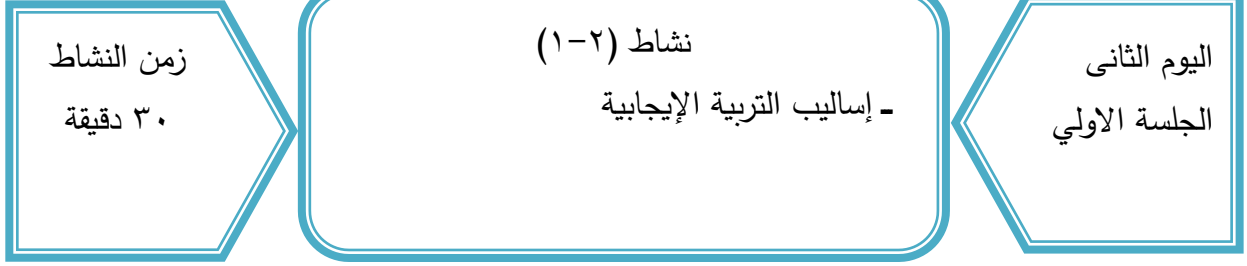 اليوم الثانى
الجلسة الاولي
نشاط (٢-١)
- إساليب التربية الإيجابية
زمن النشاط
٣٠ دقيقة